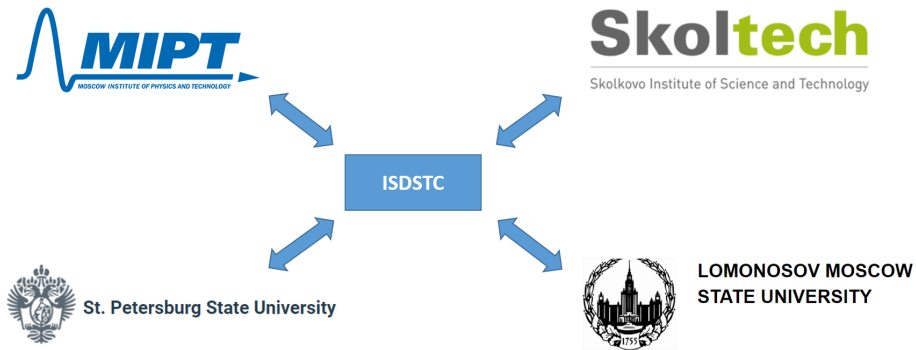 MIPT
MOSCOW INSTITUTE OF PHYSICS AND TECHNOLOGY
Skoltech
Skolkovo Institute of Science and Technology
ISDSTC
St. Petersburg State University
LOMONOSOV MOSCOW
STATE UNIVERSITY
1755